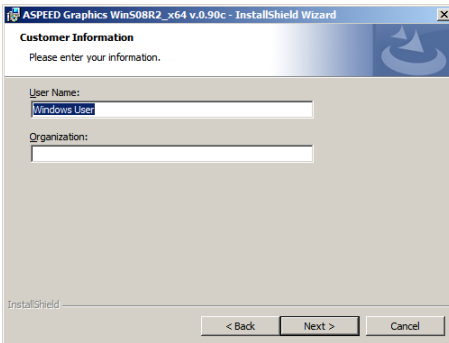 ASPEED Graphics WinS08R2_x64 v.0.90c - InstallShield Wizard
Customer Information
Please enter your information.
User Name:
Windows User
Organization:
InstallShield
< Back Next > Cancel